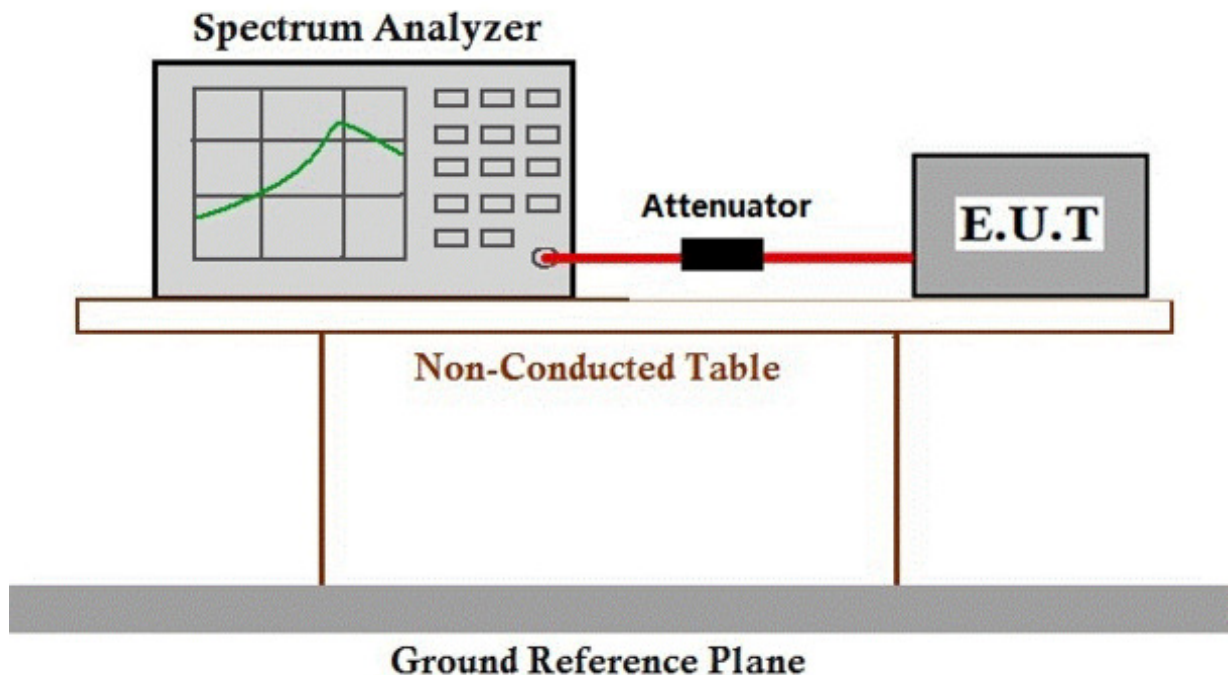 Spectrum Analyzer
Attenuator
E.U.T
Non-Conducted Table
Ground Reference Plane